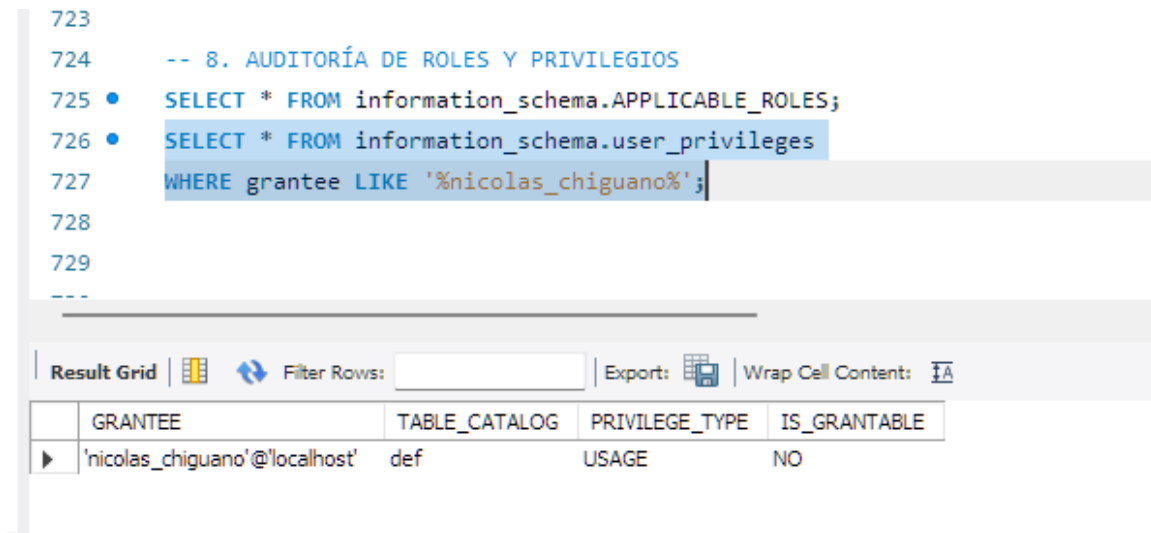 723
724 -- 8. AUDITORÍA DE ROLES Y PRIVILEGIOS
725 SELECT * FROM information_schema.APPLICABLE_ROLES;
726 SELECT * FROM information_schema.user_privileges
727 WHERE grantee LIKE '%nicolas_chiguano%';
728
729
Result Grid Filter Rows: Export: Wrap Cell Content: IA
GRANTEE TABLE_CATALOG PRIVILEGE_TYPE IS_GRANTABLE
'nicolas_chiguano'@'localhost' def USAGE NO